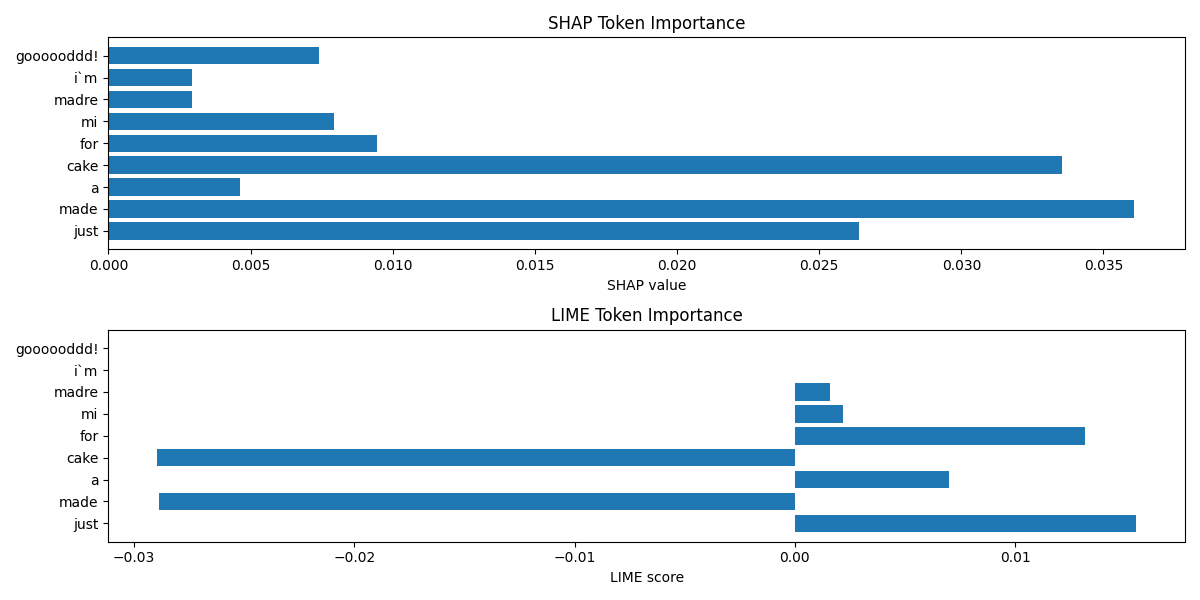 SHAP Token Importance
goooooddd!
i`m
madre
mi
for
cake
a
made
just
0.000 0.005 0.010 0.015 0.020 0.025 0.030 0.035
SHAP value
LIME Token Importance
goooooddd!
i`m
madre
mi
for
cake
a
made
just
−0.03 −0.02 −0.01 0.00 0.01
LIME score